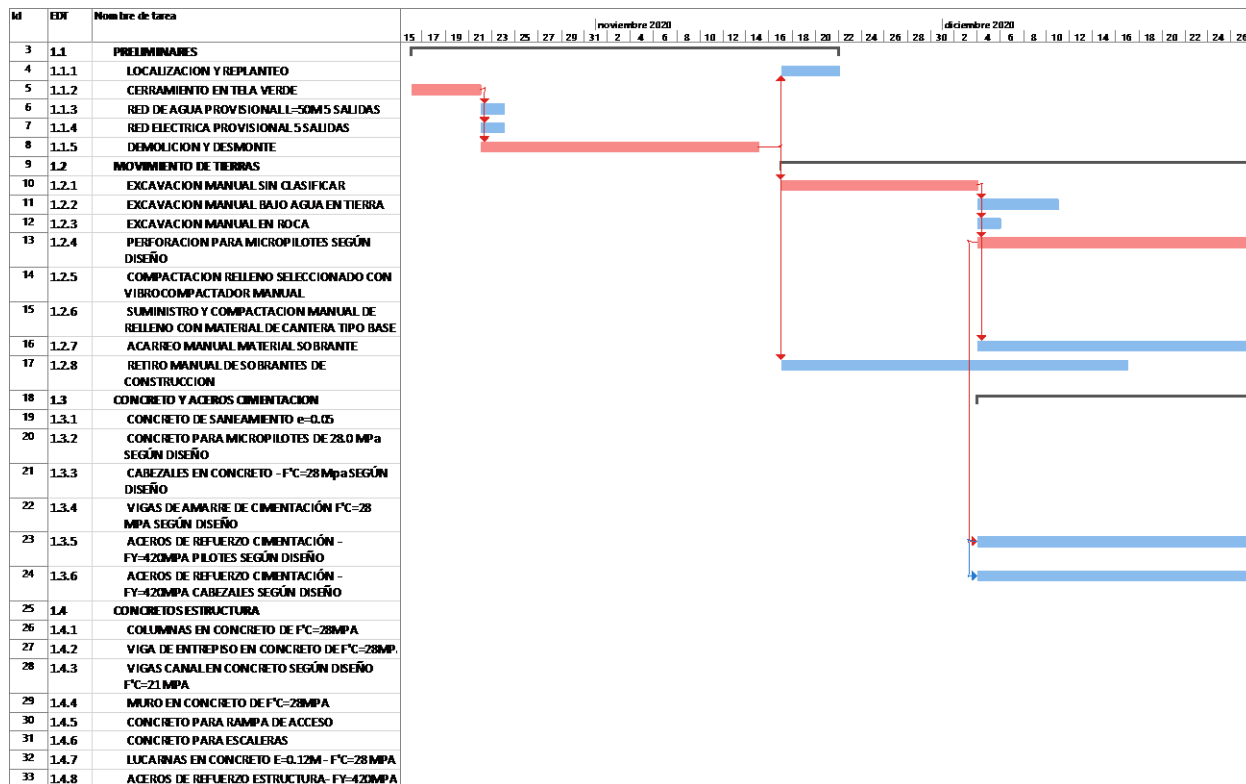 Id EDT Nombre de tarea
noviembre 2020 diciembre 2020
15 17 19 21 23 25 27 29 31 2 4 6 8 10 12 14 16 18 20 22 24 26 28 30 2 4 6 8 10 12 14 16 18 20 22 24 26
3 1.1 PRELIMINARES
4 1.1.1 LOCALIZACION Y REPLANTEO
5 1.1.2 CERRAMIENTO EN TELA VERDE
6 1.1.3 RED DE AGUA PROVISIONAL L=50M 5 SALIDAS
7 1.1.4 RED ELECTRICA PROVISIONAL 5 SALIDAS
8 1.1.5 DEMOLICION Y DESMONTE
9 1.2 MOVIMIENTO DE TIERRAS
10 1.2.1 EXCAVACION MANUAL SIN CLASIFICAR
11 1.2.2 EXCAVACION MANUAL BAJO AGUA EN TIERRA
12 1.2.3 EXCAVACION MANUAL EN ROCA
13 1.2.4 PERFORACION PARA MICROPILOTES SEGÚN
DISEÑO
14 1.2.5 COMPACTACION RELLENO SELECCIONADO CON
VIBROCOMPACTADOR MANUAL
15 1.2.6 SUMINISTRO Y COMPACTACION MANUAL DE
RELLENO CON MATERIAL DE CANTERA TIPO BASE
16 1.2.7 ACARREO MANUAL MATERIAL SOBRANTE
17 1.2.8 RETIRO MANUAL DE SOBRANTES DE
CONSTRUCCION
18 1.3 CONCRETO Y ACEROS CIMENTACION
19 1.3.1 CONCRETO DE SANEAMIENTO e=0.05
20 1.3.2 CONCRETO PARA MICROPILOTES DE 28.0 MPa
SEGÚN DISEÑO
21 1.3.3 CABEZALES EN CONCRETO - F'C=28 Mpa SEGÚN
DISEÑO
22 1.3.4 VIGAS DE AMARRE DE CIMENTACIÓN F'C=28
MPA SEGÚN DISEÑO
23 1.3.5 ACEROS DE REFUERZO CIMENTACIÓN -
FY=420MPA PILOTES SEGÚN DISEÑO
24 1.3.6 ACEROS DE REFUERZO CIMENTACIÓN -
FY=420MPA CABEZALES SEGÚN DISEÑO
25 1.4 CONCRETOS ESTRUCTURA
26 1.4.1 COLUMNAS EN CONCRETO DE F'C=28MPA
27 1.4.2 VIGA DE ENTREPISO EN CONCRETO DE F'C=28MP.
28 1.4.3 VIGAS CANAL EN CONCRETO SEGÚN DISEÑO
F'C=21 MPA
29 1.4.4 MURO EN CONCRETO DE F'C=28MPA
30 1.4.5 CONCRETO PARA RAMPA DE ACCESO
31 1.4.6 CONCRETO PARA ESCALERAS
32 1.4.7 LUCARNAS EN CONCRETO E=0.12M - F'C=28 MPA
33 1.4.8 ACEROS DE REFUERZO ESTRUCTURA- FY=420MPA